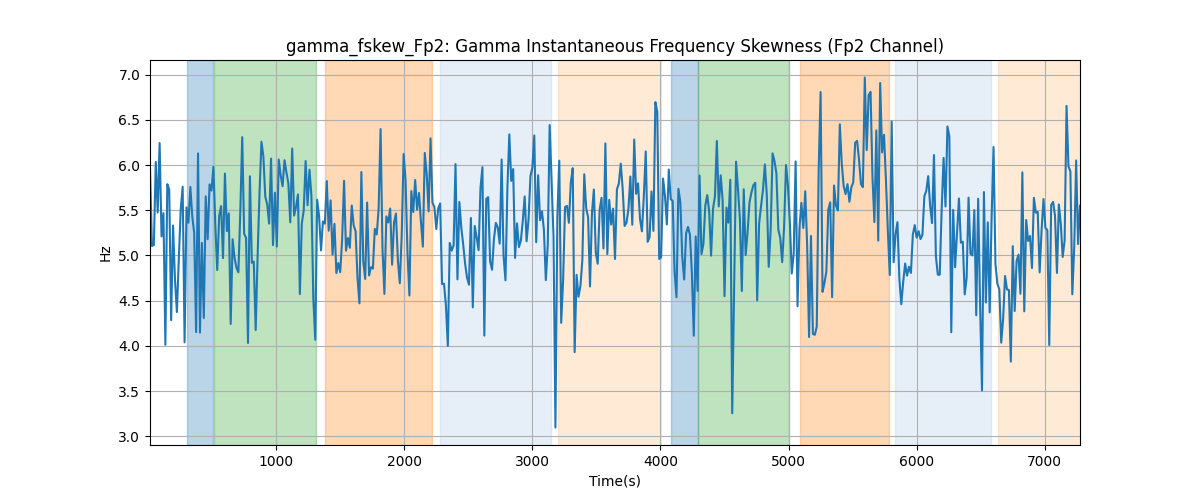 gamma_fskew_Fp2: Gamma Instantaneous Frequency Skewness (Fp2 Channel)
7.0
6.5
6.0
5.5
5.0
4.5
4.0
3.5
3.0
Hz
1000 2000 3000 4000 5000 6000 7000
Time(s)